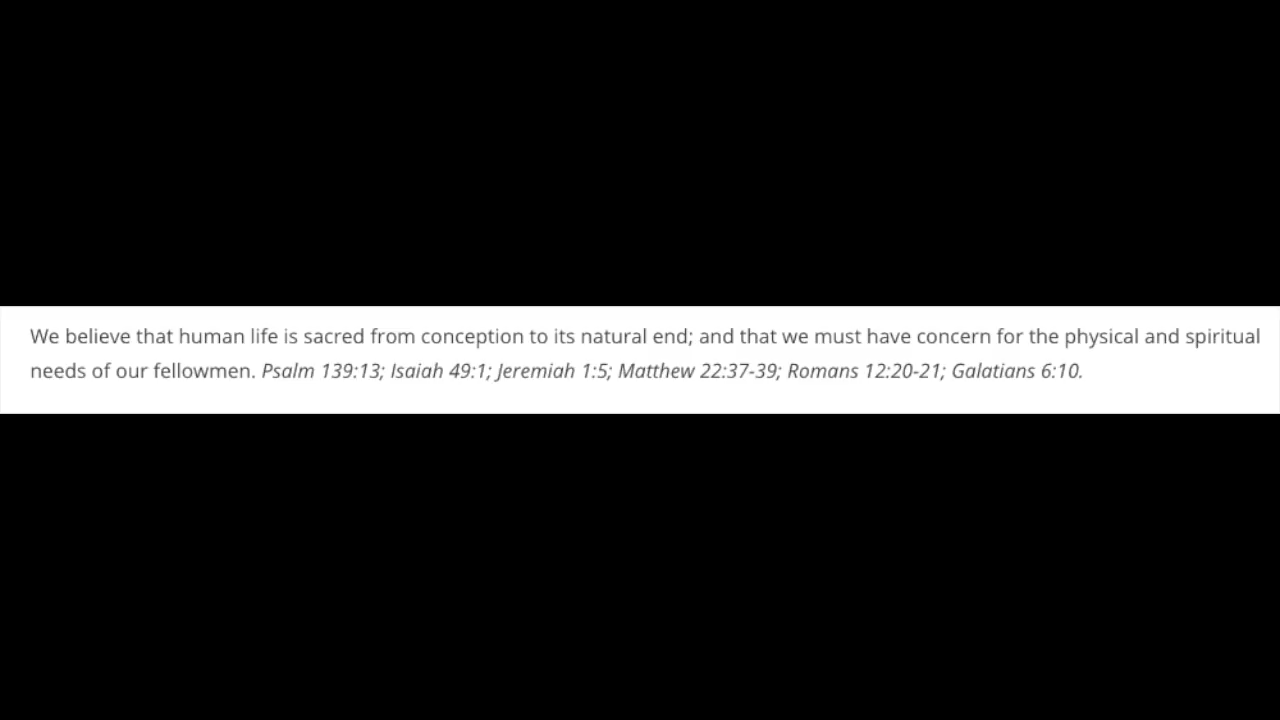 We believe that human life is sacred from conception to its natural end; and that we must have concern for the physical and spiritual
needs of our fellowmen. Psalm 139:13; Isaiah 49:1; Jeremiah 1:5; Matthew 22:37-39; Romans 12:20-21; Galatians 6:10.